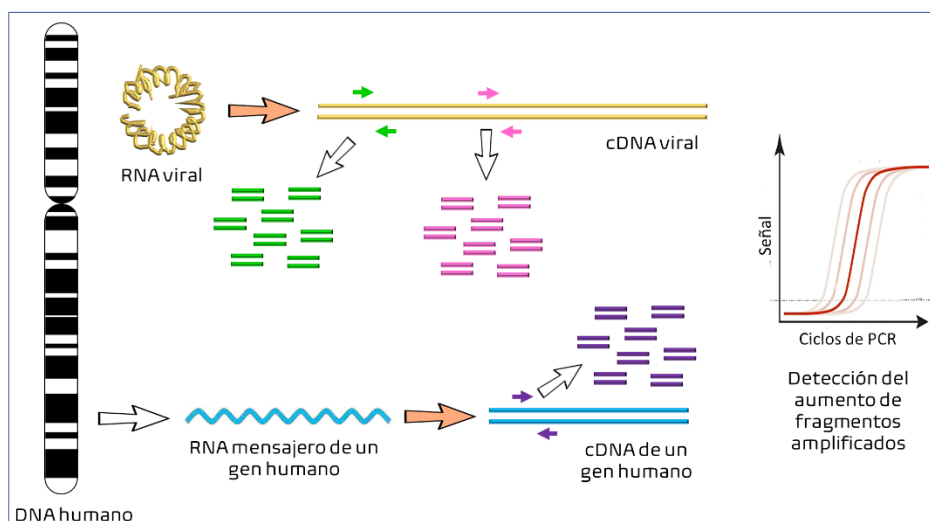 RNA viral
cDNA viral
Señal
Ciclos de PCR
Detección del
aumento de
fragmentos
amplificados
RNA mensajero de un
gen humano
cDNA de un
gen humano
DNA humano